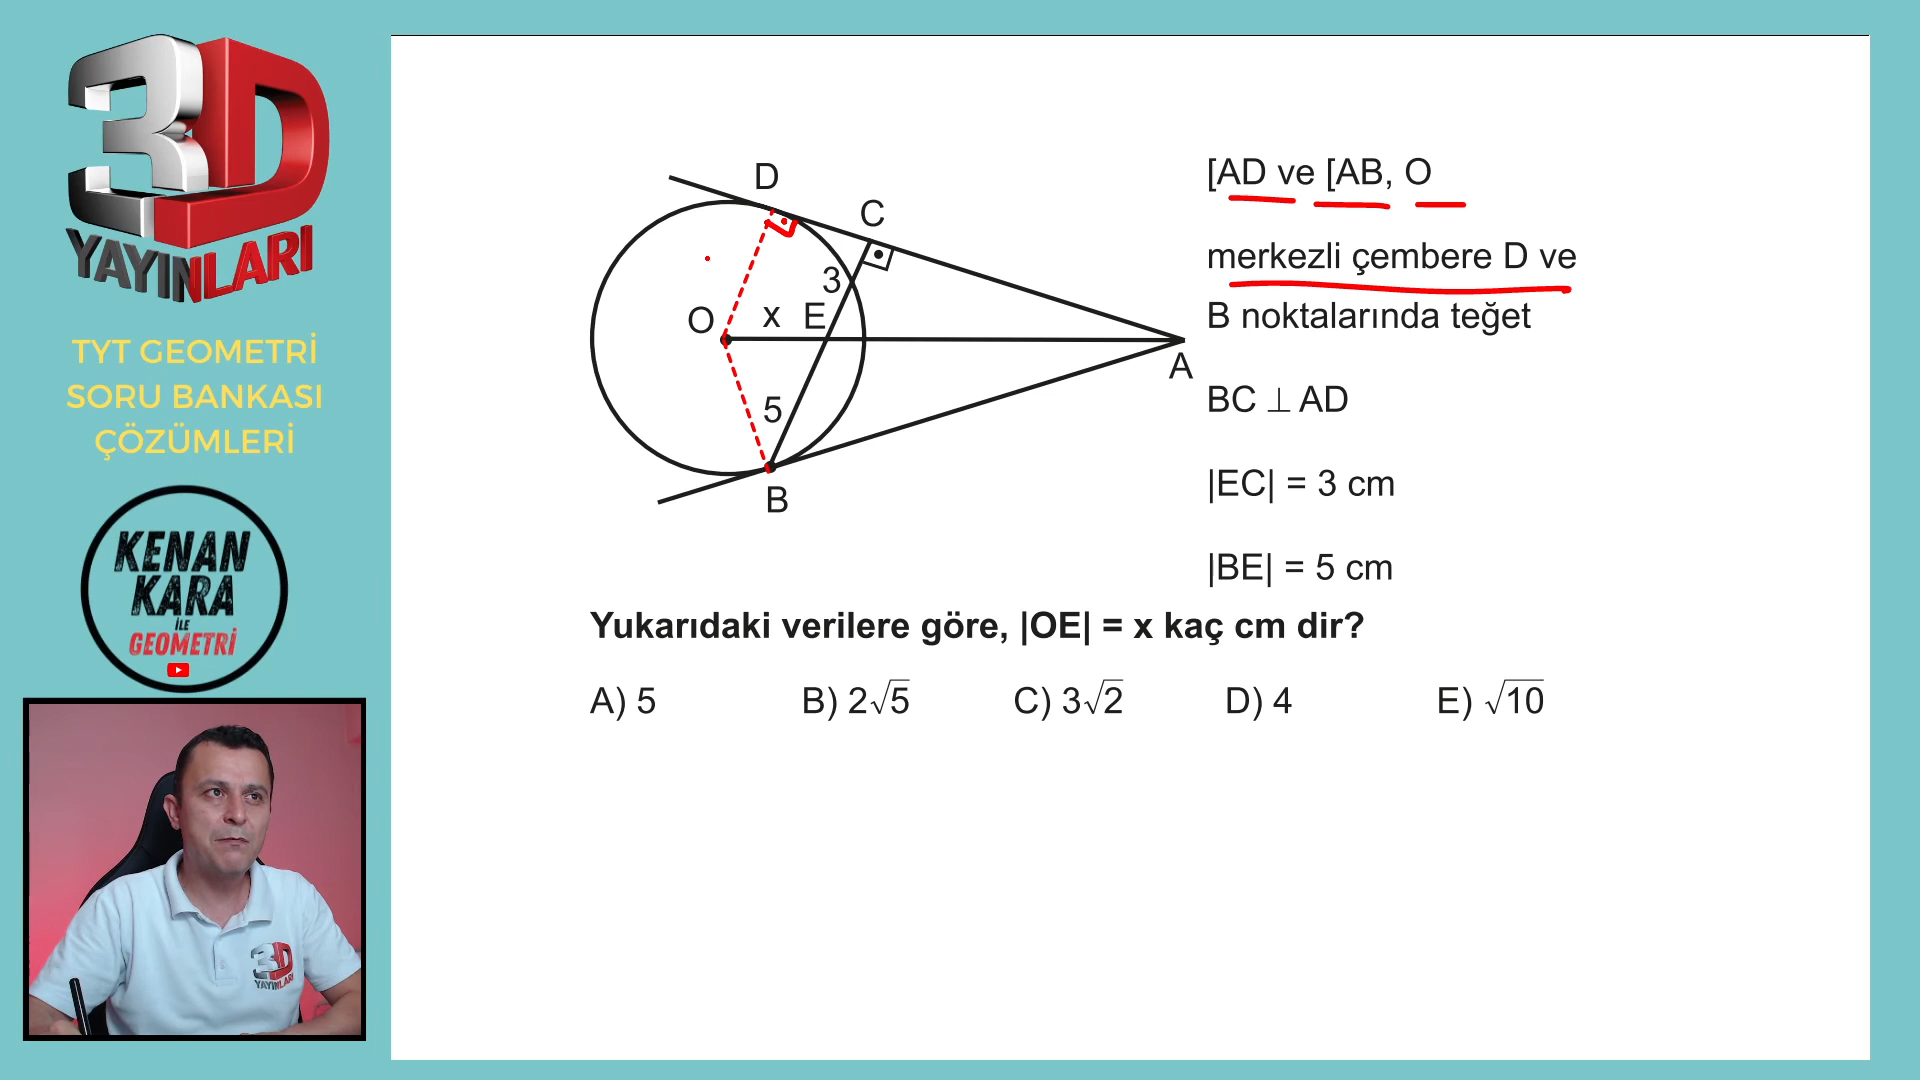 3D
YAYINLARI
TYT GEOMETRİ
SORU BANKASI
ÇÖZÜMLERİ
KENAN
KARA
İLE
GEOMETRİ
3D
YAYINLARI
D
C
3
O
x
E
A
5
B
[AD ve [AB, O
merkezli çembere D ve
B noktalarında teğet
BC ⊥ AD
|EC| = 3 cm
|BE| = 5 cm
Yukarıdaki verilere göre, |OE| = x kaç cm dir?
A) 5 B) 2√5 C) 3√2 D) 4 E) √10